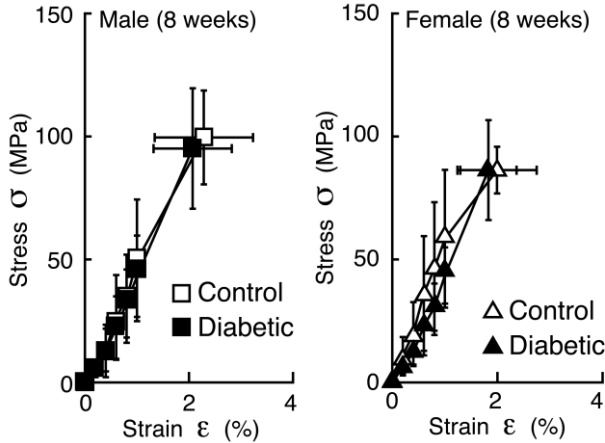 Male (8 weeks)
150
100
50
0
Stress σ (MPa)
Control
Diabetic
0
2
4
Strain ε (%)
Female (8 weeks)
150
100
50
0
Stress σ (MPa)
Control
Diabetic
0
2
4
Strain ε (%)